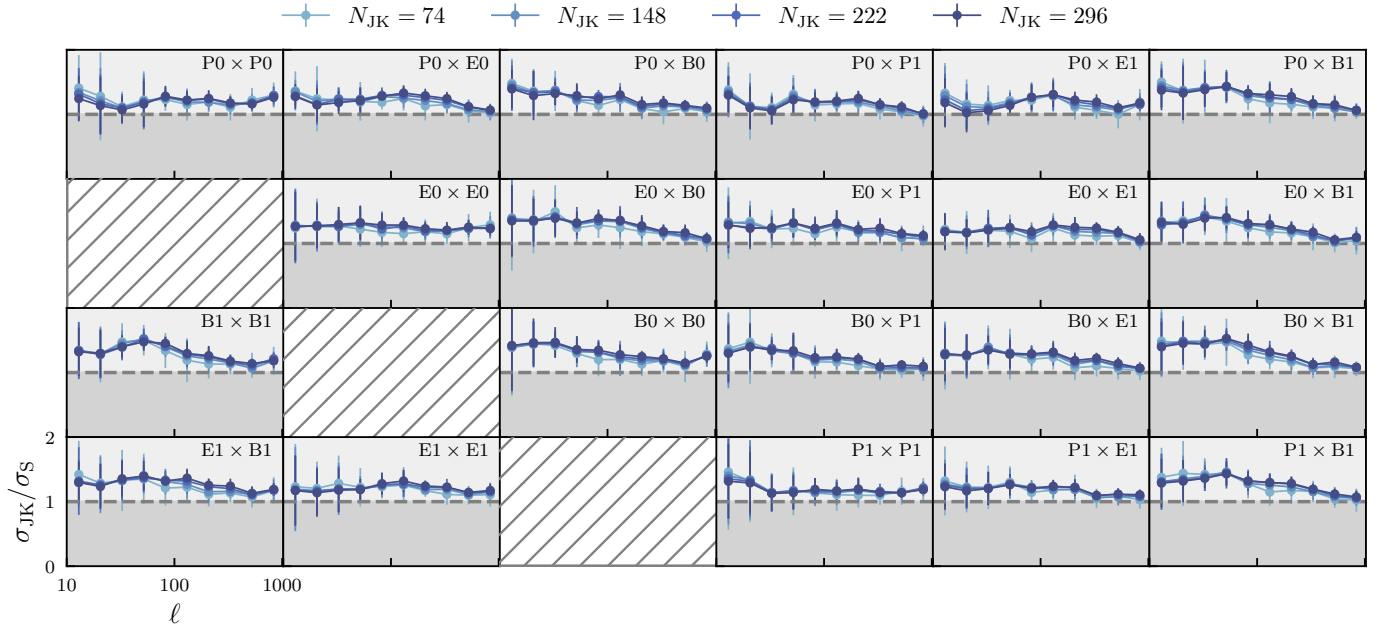 N_JK = 74 N_JK = 148 N_JK = 222 N_JK = 296
P0 × P0 P0 × E0 P0 × B0 P0 × P1 P0 × E1 P0 × B1
E0 × E0 E0 × B0 E0 × P1 E0 × E1 E0 × B1
B1 × B1 B0 × B0 B0 × P1 B0 × E1 B0 × B1
2
E1 × B1 E1 × E1 P1 × P1 P1 × E1 P1 × B1
σ_JK/σ_S
1
0
10 100 1000
ℓ